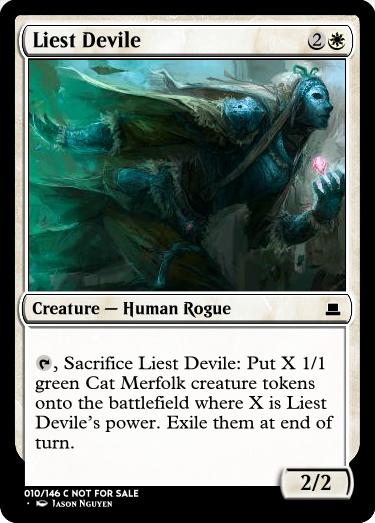 Liest Devile 2
Creature — Human Rogue
, Sacrifice Liest Devile: Put X 1/1
green Cat Merfolk creature tokens
onto the battlefield where X is Liest
Devile's power. Exile them at end of
turn.
2/2
010/146 C NOT FOR SALE
· Jason Nguyen